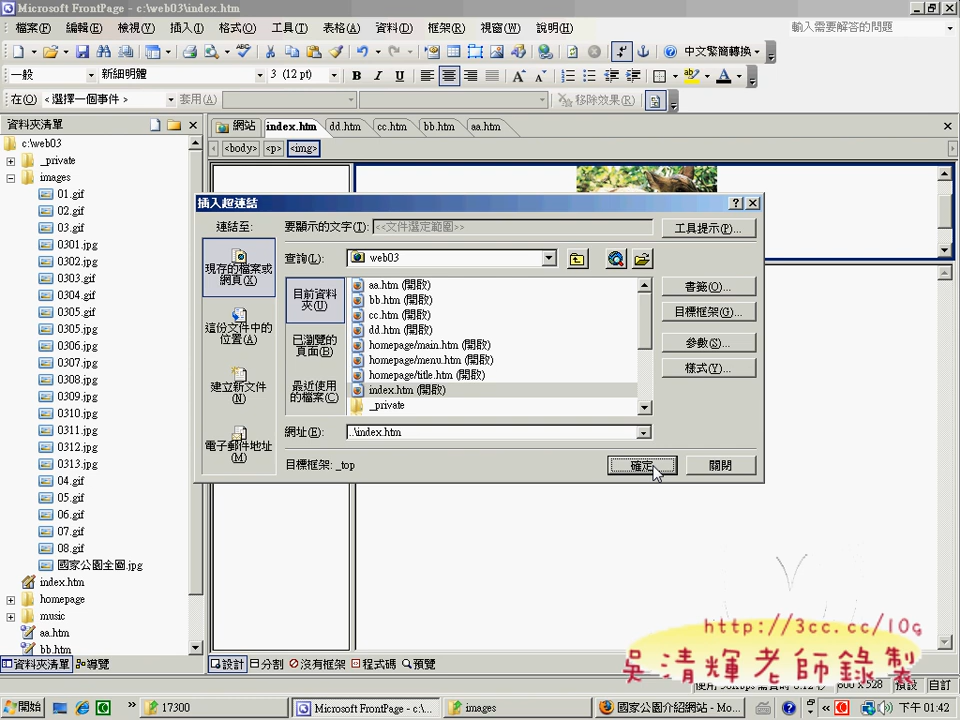 Microsoft FrontPage - c:\web03\index.htm
檔案(F) 編輯(E) 檢視(V) 插入(I) 格式(O) 工具(T) 表格(A) 資料(D) 框架(R) 視窗(W) 說明(H) 輸入需要解答的問題
中文繁簡轉換
一般 新細明體 3 (12 pt) B I U A A A
在(O) <選擇一個事件> 套用(A) 移除效果(R)
資料夾清單 網站 index.htm dd.htm cc.htm bb.htm aa.htm
<body> <p> <img>
c:\web03
_private
images
01.gif
02.gif
03.gif
0301.jpg
0302.jpg
0303.gif
0304.gif
0305.gif
0305.jpg
0306.jpg
0307.jpg
0308.jpg
0309.jpg
0310.jpg
0311.jpg
0312.jpg
0313.jpg
04.gif
05.gif
06.gif
07.gif
08.gif
國家公園全圖.jpg
index.htm
homepage
music
aa.htm
bb.htm
插入超連結
連結至:
現存的檔案或網頁(X)
這份文件中的位置(A)
建立新文件(N)
電子郵件地址(M)
要顯示的文字(T): <<文件選定範圍>> 工具提示(P)...
查詢(L): web03
目前資料夾(U)
已瀏覽的頁面(B)
最近使用的檔案(C)
aa.htm (開啟)
bb.htm (開啟)
cc.htm (開啟)
dd.htm (開啟)
homepage/main.htm (開啟)
homepage/menu.htm (開啟)
homepage/title.htm (開啟)
index.htm (開啟)
_private
書籤(O)...
目標框架(G)...
參數(S)...
樣式(Y)...
網址(E): ..\index.htm
目標框架: _top 確定 關閉
http://3cc.cc/10g
吳清輝老師錄製
資料夾清單 導覽 設計 分割 沒有框架 程式碼 預覽
預設 自訂
開始 17300 Microsoft FrontPage - c:\... images 國家公園介紹網站 - Mo... 下午 01:42